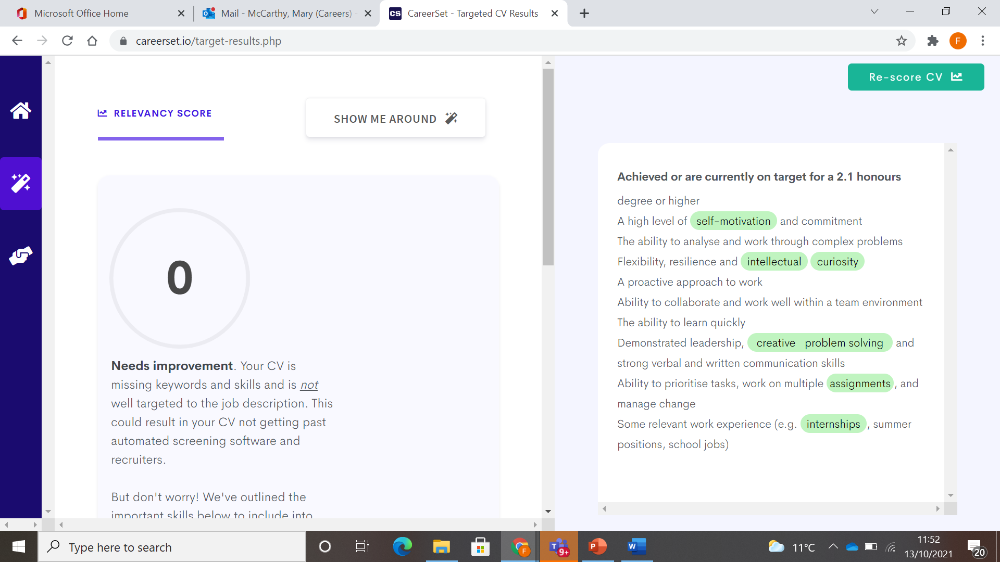 Microsoft Office Home
Mail - McCarthy, Mary (Careers) -
CS CareerSet - Targeted CV Results
careerset.io/target-results.php
F
Re-score CV
RELEVANCY SCORE
SHOW ME AROUND
0
Needs improvement. Your CV is
missing keywords and skills and is not
well targeted to the job description. This
could result in your CV not getting past
automated screening software and
recruiters.
But don't worry! We've outlined the
important skills below to include into
Achieved or are currently on target for a 2.1 honours
degree or higher
A high level of self-motivation and commitment
The ability to analyse and work through complex problems
Flexibility, resilience and intellectual curiosity
A proactive approach to work
Ability to collaborate and work well within a team environment
The ability to learn quickly
Demonstrated leadership, creative problem solving and
strong verbal and written communication skills
Ability to prioritise tasks, work on multiple assignments, and
manage change
Some relevant work experience (e.g. internships, summer
positions, school jobs)
Type here to search
F
T 9+
P
W
11°C
11:52
13/10/2021
20